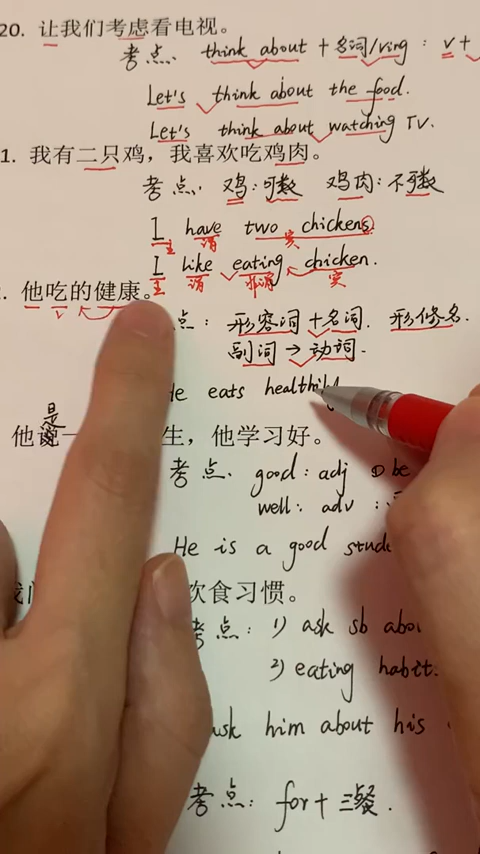 20. 让我们考虑看电视。
考点 think about + 名词/ving : v +
Let's think about the food.
Let's think about watching TV.
1. 我有二只鸡，我喜欢吃鸡肉。
考点. 鸡:可数 鸡肉:不可数
I have two chickens.
主 谓 宾
I like eating chicken.
主 谓 非谓 宾
. 他吃的健康。
v
点: 形容词+名词. 形修名.
副词→动词.
He eats
是
他 一 生，他学习好。
考点. good: adj ① be
well: adv :
He is a good stude
饮食习惯。
考点: 1) ask sb abou
2) eating habit.
ask him about his
考点: for+三餐.